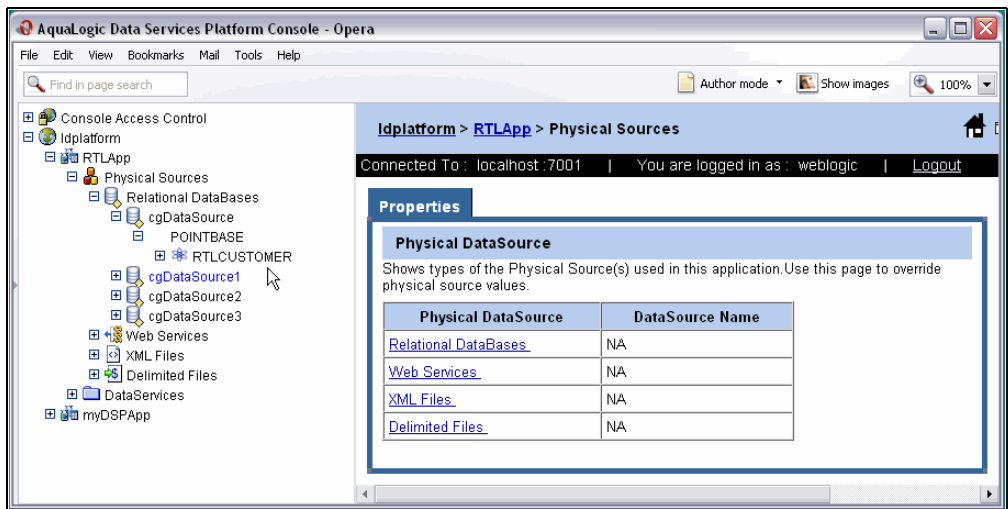 AquaLogic Data Services Platform Console - Opera
File Edit View Bookmarks Mail Tools Help
Find in page search
Author mode
Show images
100%
Console Access Control
ldplatform
RTLApp
Physical Sources
Relational DataBases
cgDataSource
POINTBASE
RTLCUSTOMER
cgDataSource1
cgDataSource2
cgDataSource3
Web Services
XML Files
Delimited Files
DataServices
myDSPApp
ldplatform > RTLApp > Physical Sources
Connected To : localhost :7001 | You are logged in as : weblogic | Logout
Properties
Physical DataSource
Shows types of the Physical Source(s) used in this application.Use this page to override
physical source values.
Physical DataSource DataSource Name
Relational DataBases NA
Web Services NA
XML Files NA
Delimited Files NA